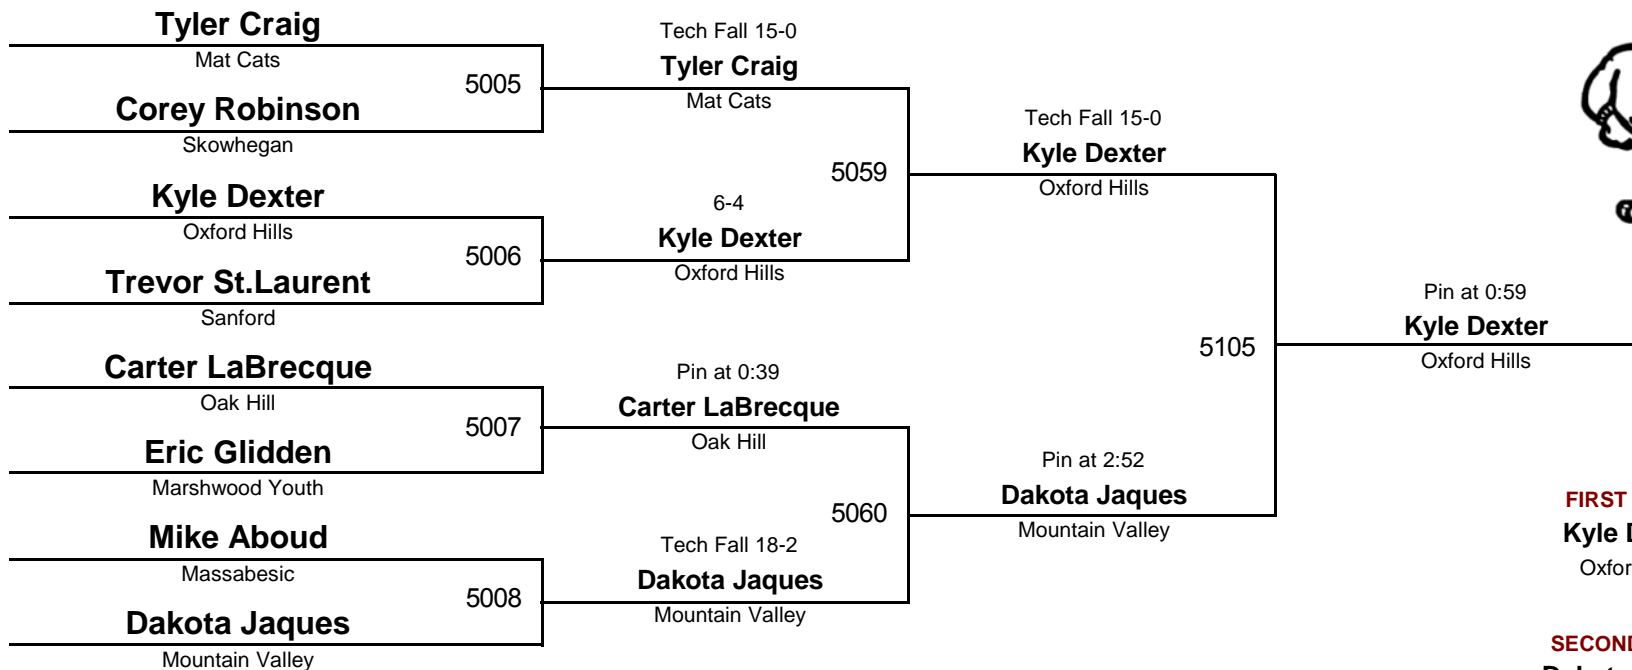 Tyler Craig
Mat Cats
5005
Corey Robinson
Skowhegan
Kyle Dexter
Oxford Hills
5006
Trevor St.Laurent
Sanford
Carter LaBrecque
Oak Hill
5007
Eric Glidden
Marshwood Youth
Mike Aboud
Massabesic
5008
Dakota Jaques
Mountain Valley
Tech Fall 15-0
Tyler Craig
Mat Cats
5059
6-4
Kyle Dexter
Oxford Hills
Pin at 0:39
Carter LaBrecque
Oak Hill
5060
Tech Fall 18-2
Dakota Jaques
Mountain Valley
Tech Fall 15-0
Kyle Dexter
Oxford Hills
5105
Pin at 2:52
Dakota Jaques
Mountain Valley
Pin at 0:59
Kyle Dexter
Oxford Hills
FIRST
Kyle